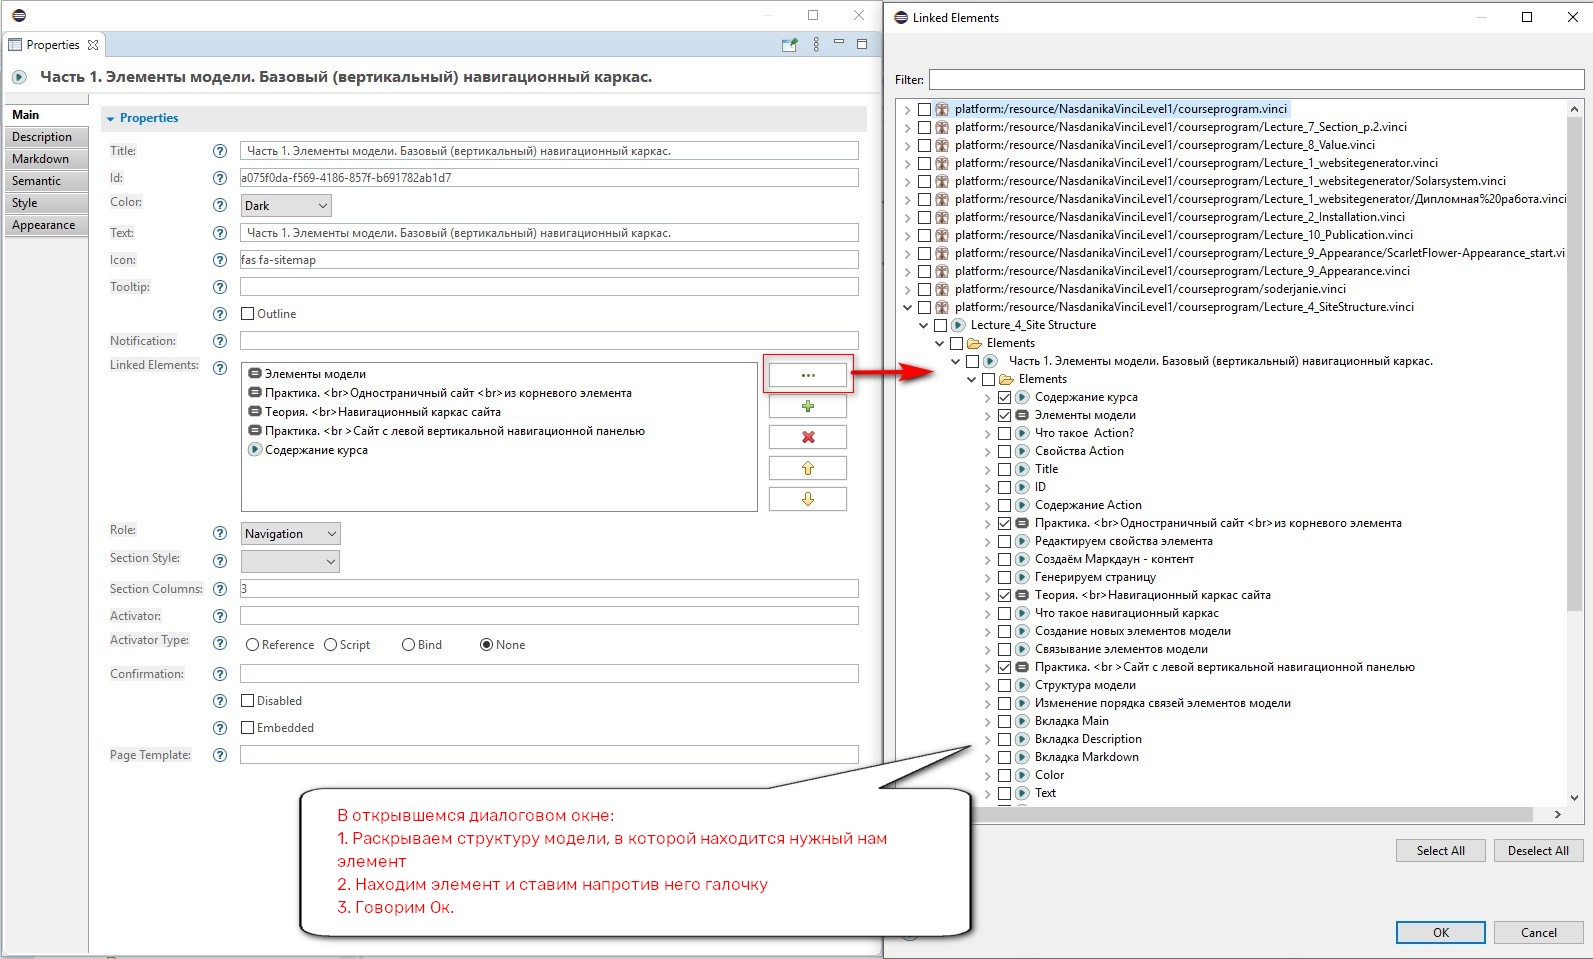 Properties
Часть 1. Элементы модели. Базовый (вертикальный) навигационный каркас.
Main
Description
Markdown
Semantic
Style
Appearance
Properties
Title: Часть 1. Элементы модели. Базовый (вертикальный) навигационный каркас.
Id: a075f0da-f569-4186-857f-b691782ab1d7
Color: Dark
Text: Часть 1. Элементы модели. Базовый (вертикальный) навигационный каркас.
Icon: fas fa-sitemap
Tooltip:
Outline
Notification:
Linked Elements:
Элементы модели
Практика. <br>Одностраничный сайт <br>из корневого элемента
Теория. <br>Навигационный каркас сайта
Практика. <br >Сайт с левой вертикальной навигационной панелью
Содержание курса
...
Role: Navigation
Section Style:
Section Columns: 3
Activator:
Activator Type: Reference Script Bind None
Confirmation:
Disabled
Embedded
Page Template:
В открывшемся диалоговом окне:
1. Раскрываем структуру модели, в которой находится нужный нам
элемент
2. Находим элемент и ставим напротив него галочку
3. Говорим Ок.
Linked Elements
Filter:
platform:/resource/NasdanikaVinciLevel1/courseprogram.vinci
platform:/resource/NasdanikaVinciLevel1/courseprogram/Lecture_7_Section_p.2.vinci
platform:/resource/NasdanikaVinciLevel1/courseprogram/Lecture_8_Value.vinci
platform:/resource/NasdanikaVinciLevel1/courseprogram/Lecture_1_websitegenerator.vinci
platform:/resource/NasdanikaVinciLevel1/courseprogram/Lecture_1_websitegenerator/Solarsystem.vinci
platform:/resource/NasdanikaVinciLevel1/courseprogram/Lecture_1_websitegenerator/Дипломная%20работа.vinci
platform:/resource/NasdanikaVinciLevel1/courseprogram/Lecture_2_Installation.vinci
platform:/resource/NasdanikaVinciLevel1/courseprogram/Lecture_10_Publication.vinci
platform:/resource/NasdanikaVinciLevel1/courseprogram/Lecture_9_Appearance/ScarletFlower-Appearance_start.vi
platform:/resource/NasdanikaVinciLevel1/courseprogram/Lecture_9_Appearance.vinci
platform:/resource/NasdanikaVinciLevel1/courseprogram/soderjanie.vinci
platform:/resource/NasdanikaVinciLevel1/courseprogram/Lecture_4_SiteStructure.vinci
Lecture_4_Site Structure
Elements
Часть 1. Элементы модели. Базовый (вертикальный) навигационный каркас.
Elements
Содержание курса
Элементы модели
Что такое Action?
Свойства Action
Title
ID
Содержание Action
Практика. <br>Одностраничный сайт <br>из корневого элемента
Редактируем свойства элемента
Создаём Маркдаун - контент
Генерируем страницу
Теория. <br>Навигационный каркас сайта
Что такое навигационный каркас
Создание новых элементов модели
Связывание элементов модели
Практика. <br >Сайт с левой вертикальной навигационной панелью
Структура модели
Изменение порядка связей элементов модели
Вкладка Main
Вкладка Description
Вкладка Markdown
Color
Text
Select All
Deselect All
OK
Cancel